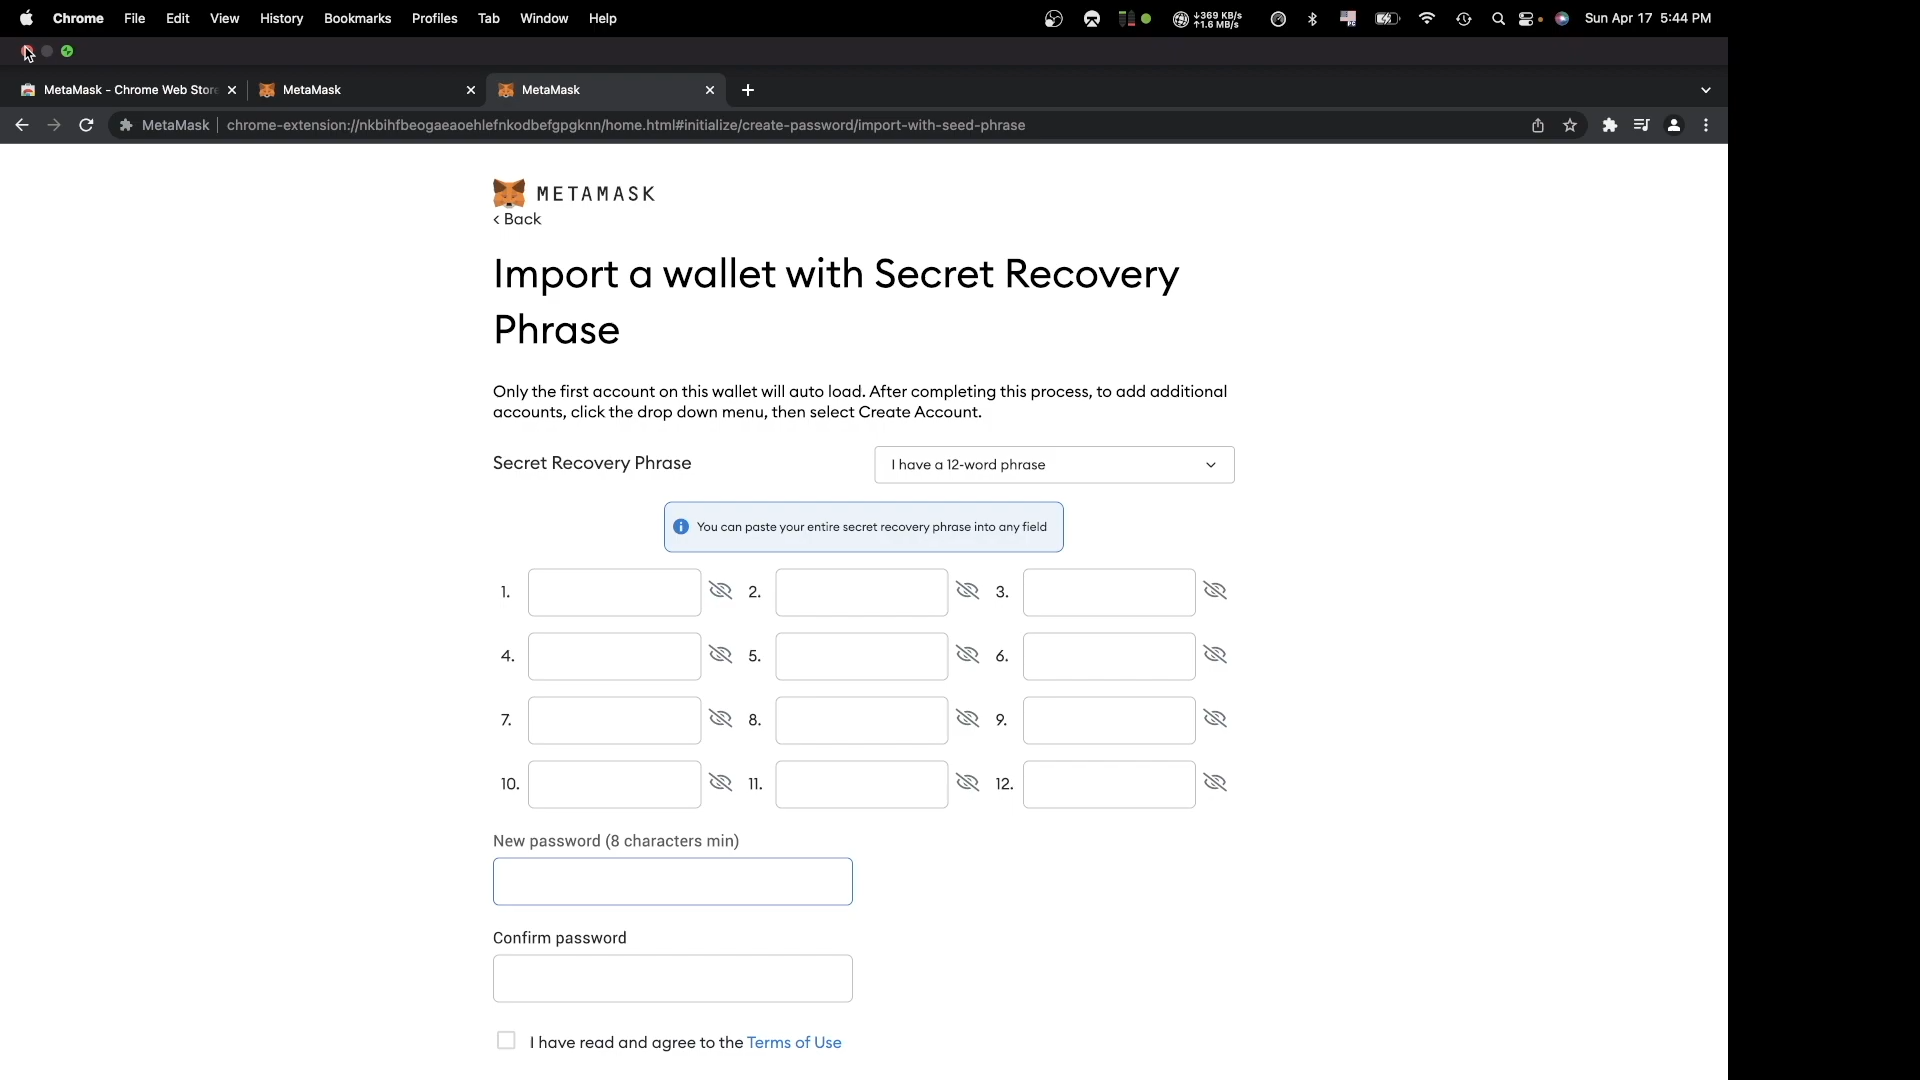 Chrome File Edit View History Bookmarks Profiles Tab Window Help
↓369 KB/s
↑1.6 MB/s
Sun Apr 17 5:44 PM
MetaMask - Chrome Web Store
MetaMask
MetaMask
MetaMask | chrome-extension://nkbihfbeogaeaoehlefnkodbefgpgknn/home.html#initialize/create-password/import-with-seed-phrase
METAMASK
< Back
Import a wallet with Secret Recovery
Phrase
Only the first account on this wallet will auto load. After completing this process, to add additional
accounts, click the drop down menu, then select Create Account.
Secret Recovery Phrase
I have a 12-word phrase
You can paste your entire secret recovery phrase into any field
1. 2. 3.
4. 5. 6.
7. 8. 9.
10. 11. 12.
New password (8 characters min)
Confirm password
I have read and agree to the Terms of Use